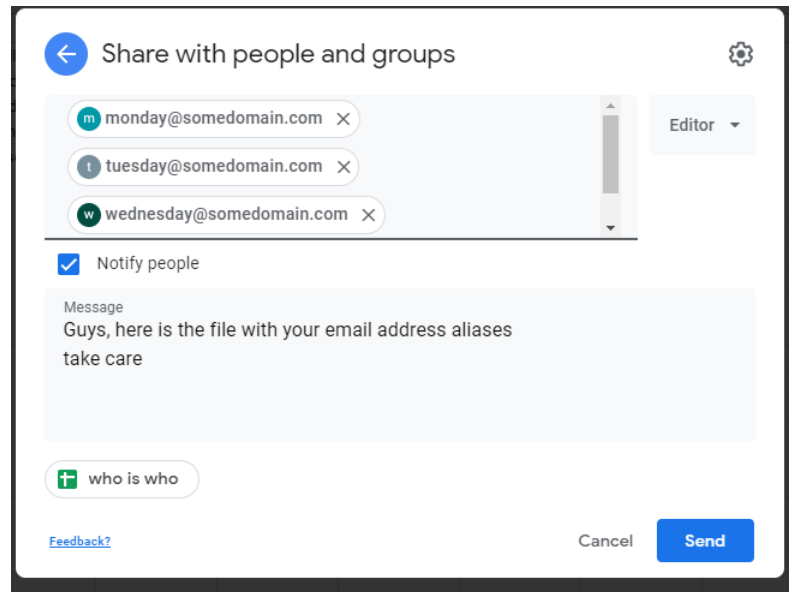 Share with people and groups
m monday@somedomain.com
Editor
t tuesday@somedomain.com
w wednesday@somedomain.com
Notify people
Message
Guys, here is the file with your email address aliases
take care
who is who
Feedback?
Cancel
Send